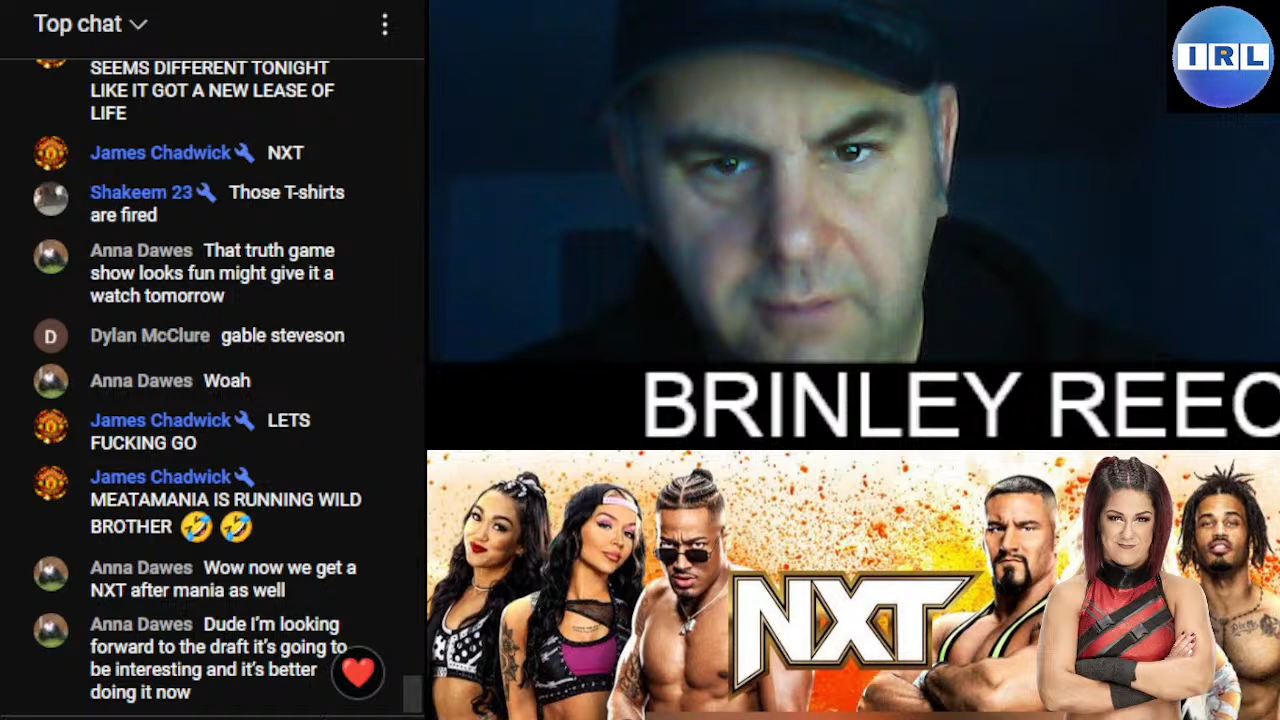 Top chat
SEEMS DIFFERENT TONIGHT
LIKE IT GOT A NEW LEASE OF
LIFE
James Chadwick NXT
Shakeem 23 Those T-shirts
are fired
Anna Dawes That truth game
show looks fun might give it a
watch tomorrow
D Dylan McClure gable steveson
Anna Dawes Woah
James Chadwick LETS
FUCKING GO
James Chadwick
MEATAMANIA IS RUNNING WILD
BROTHER 🤣 🤣
Anna Dawes Wow now we get a
NXT after mania as well
Anna Dawes Dude I'm looking
forward to the draft it's going to
be interesting and it's better
doing it now
IRL
BRINLEY REEC
NXT